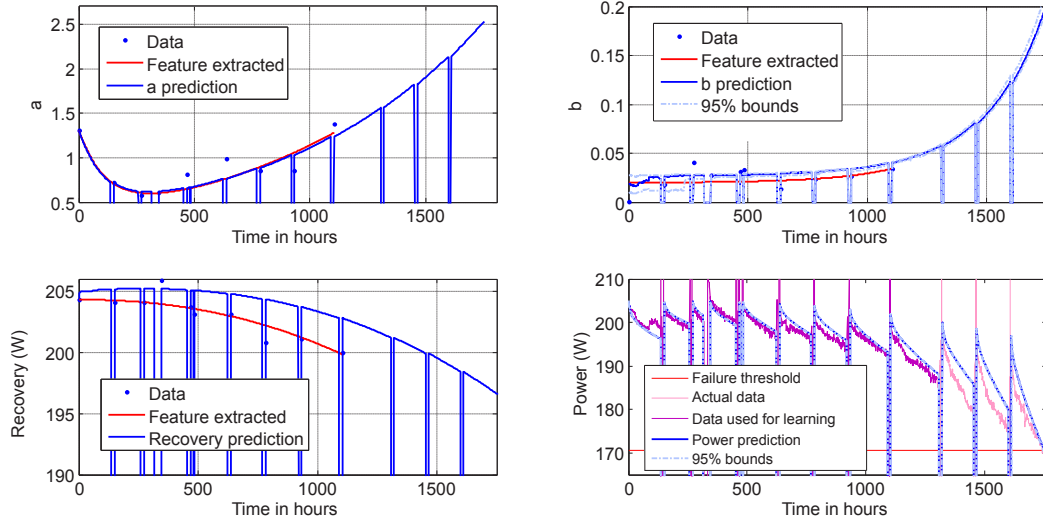 2.5
2
1.5
1
0.5
a
Data
Feature extracted
a prediction
0 500 1000 1500
Time in hours
0.2
0.15
0.1
0.05
0
b
Data
Feature extracted
b prediction
95% bounds
0 500 1000 1500
Time in hours
205
200
195
190
Recovery (W)
Data
Feature extracted
Recovery prediction
0 500 1000 1500
Time in hours
210
200
190
180
170
Power (W)
Failure threshold
Actual data
Data used for learning
Power prediction
95% bounds
0 500 1000 1500
Time in hours